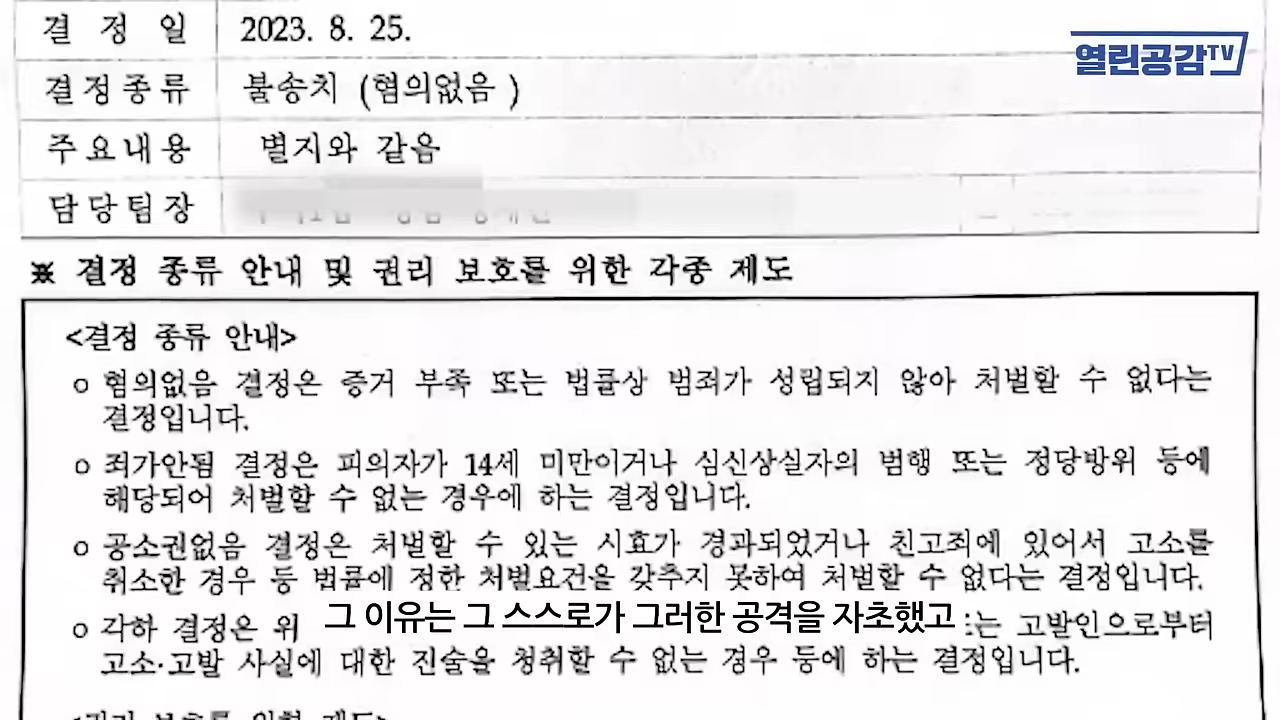 결 정 일 2023. 8. 25.
열린공감TV
결정종류 불송치 (혐의없음 )
주요내용 별지와 같음
담당팀장
※ 결정 종류 안내 및 권리 보호를 위한 각종 제도
<결정 종류 안내>
o 혐의없음 결정은 증거 부족 또는 법률상 범죄가 성립되지 않아 처벌할 수 없다는
결정입니다.
o 죄가안됨 결정은 피의자가 14세 미만이거나 심신상실자의 범행 또는 정당방위 등에
해당되어 처벌할 수 없는 경우에 하는 결정입니다.
o 공소권없음 결정은 처벌할 수 있는 시효가 경과되었거나 친고죄에 있어서 고소를
취소한 경우 등 법률에 정한 처벌요건을 갖추지 못하여 처벌할 수 없다는 결정입니다.
o 각하 결정은 위 는 고발인으로부터
그 이유는 그 스스로가 그러한 공격을 자초했고
고소·고발 사실에 대한 진술을 청취할 수 없는 경우 등에 하는 결정입니다.